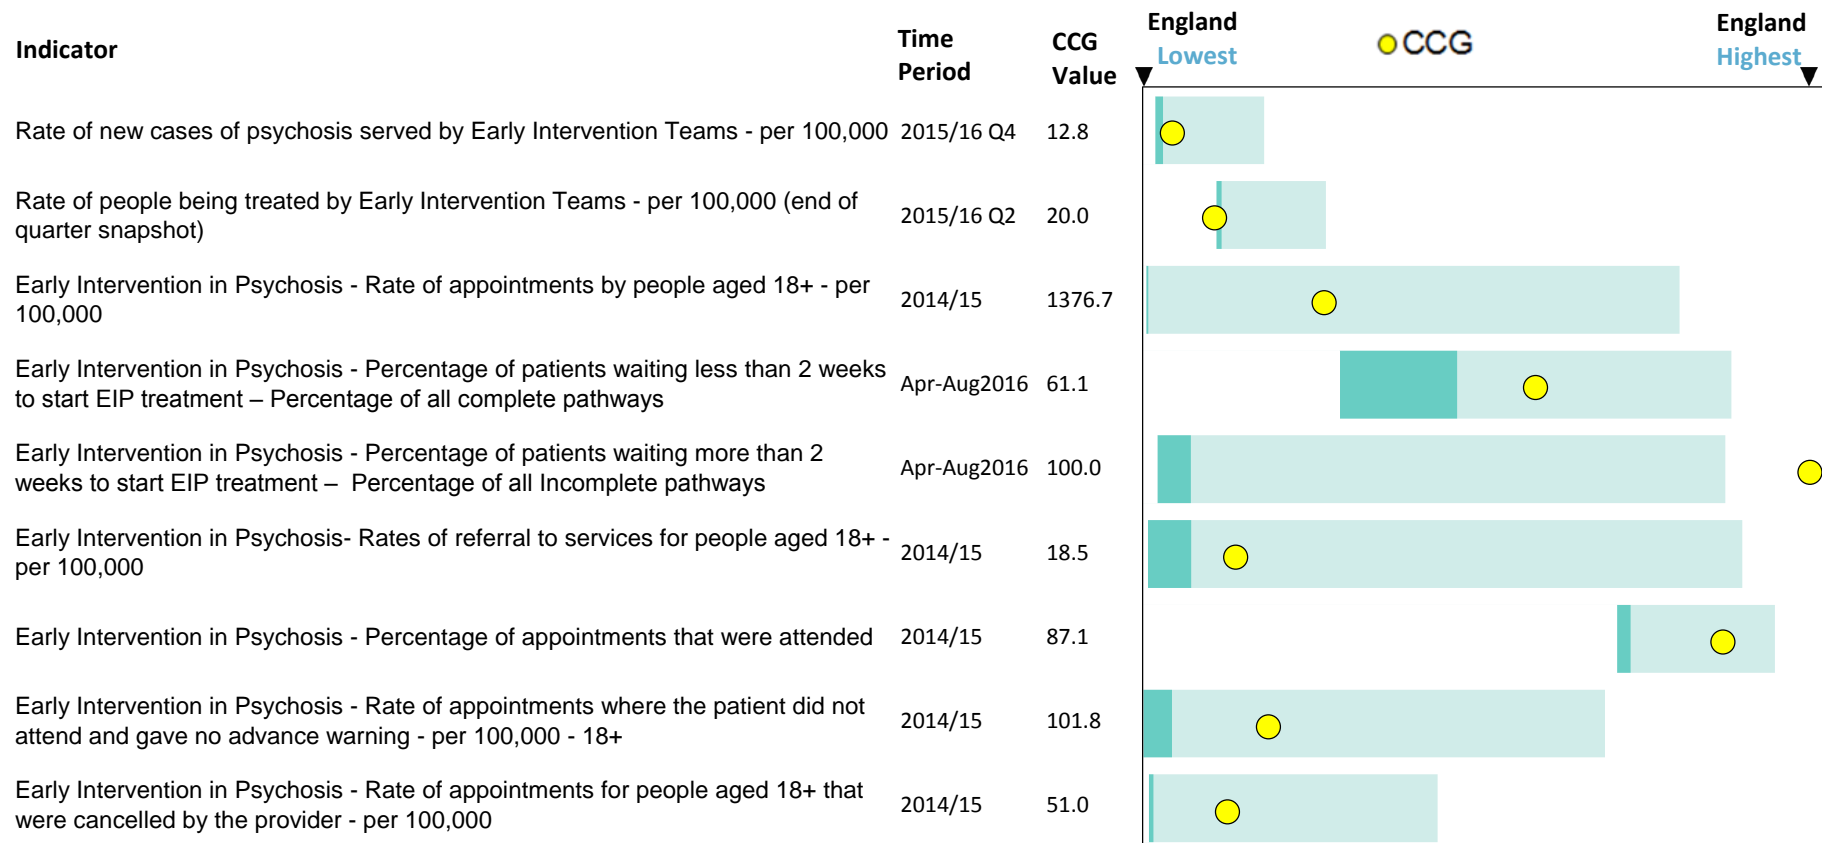 Indicator
Time
Period
CCG
Value
England
Lowest
CCG
England
Highest
Rate of new cases of psychosis served by Early Intervention Teams - per 100,000 2015/16 Q4 12.8
Rate of people being treated by Early Intervention Teams - per 100,000 (end of
quarter snapshot)
2015/16 Q2 20.0
Early Intervention in Psychosis - Rate of appointments by people aged 18+ - per
100,000
2014/15 1376.7
Early Intervention in Psychosis - Percentage of patients waiting less than 2 weeks
to start EIP treatment – Percentage of all complete pathways
Apr-Aug2016 61.1
Early Intervention in Psychosis - Percentage of patients waiting more than 2
weeks to start EIP treatment – Percentage of all Incomplete pathways
Apr-Aug2016 100.0
Early Intervention in Psychosis- Rates of referral to services for people aged 18+ -
per 100,000
2014/15 18.5
Early Intervention in Psychosis - Percentage of appointments that were attended 2014/15 87.1
Early Intervention in Psychosis - Rate of appointments where the patient did not
attend and gave no advance warning - per 100,000 - 18+
2014/15 101.8
Early Intervention in Psychosis - Rate of appointments for people aged 18+ that
were cancelled by the provider - per 100,000
2014/15 51.0